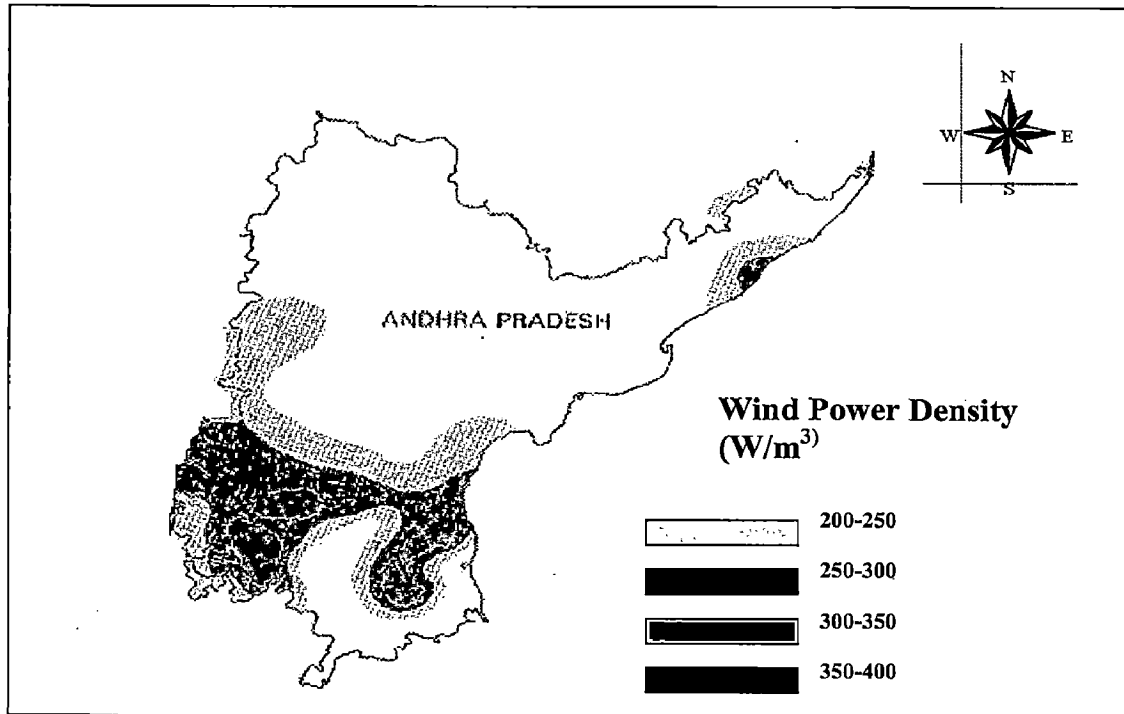 N
W E
S
ANDHRA PRADESH
Wind Power Density
(W/m³⁾
200-250
250-300
300-350
350-400